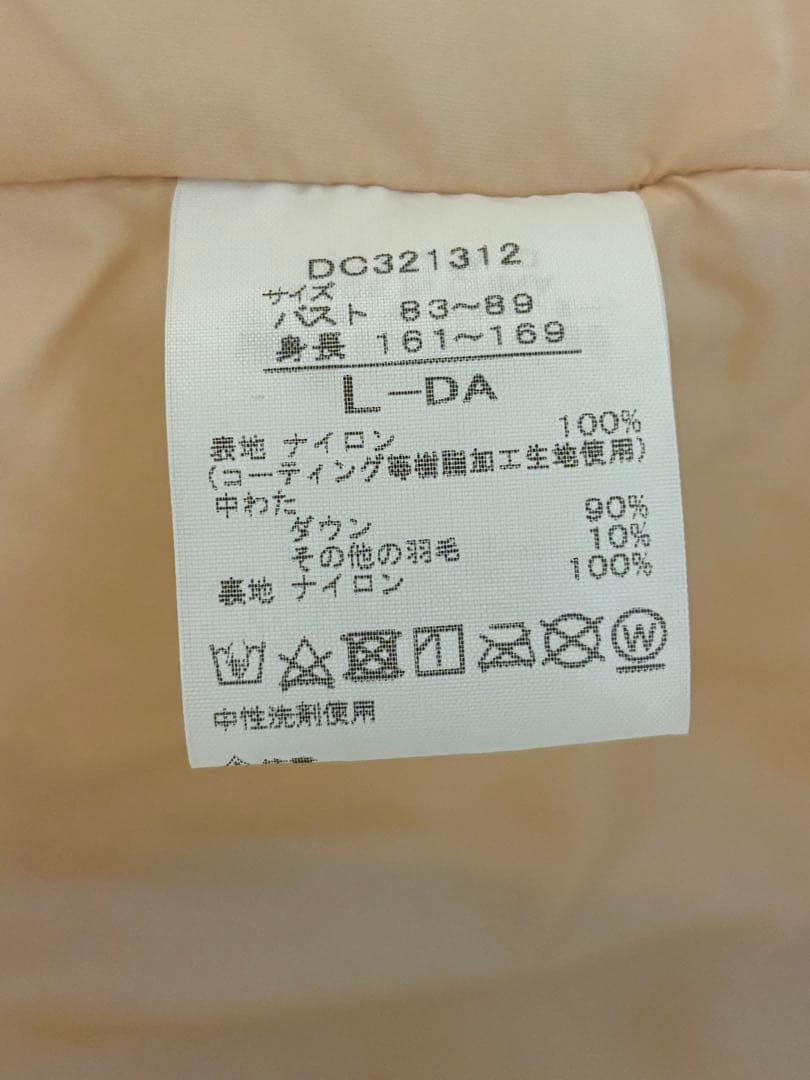 DC321312
サイズ
バスト 83～89
身長 161～169
L－DA
表地 ナイロン 100%
(コーティング等樹脂加工生地使用)
中わた
ダウン 90%
その他の羽毛 10%
裏地 ナイロン 100%
W
中性洗剤使用